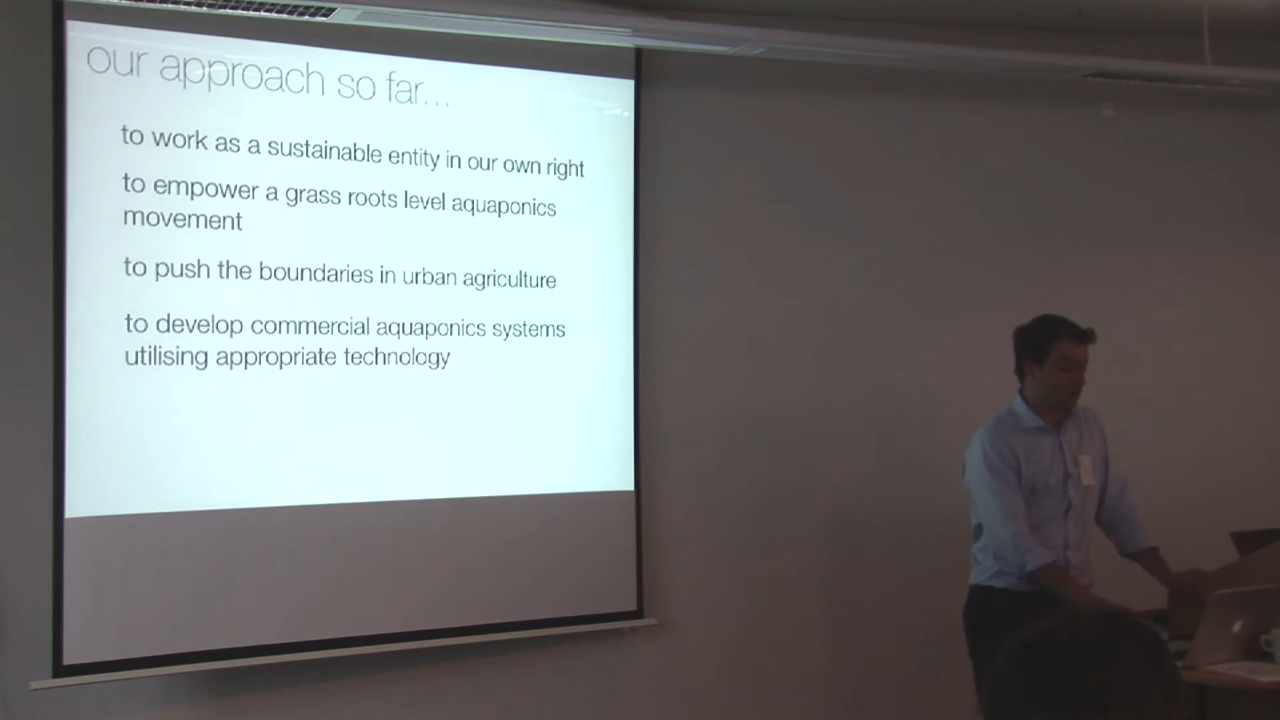 our approach so far...
to work as a sustainable entity in our own right
to empower a grass roots level aquaponics
movement
to push the boundaries in urban agriculture
to develop commercial aquaponics systems
utilising appropriate technology